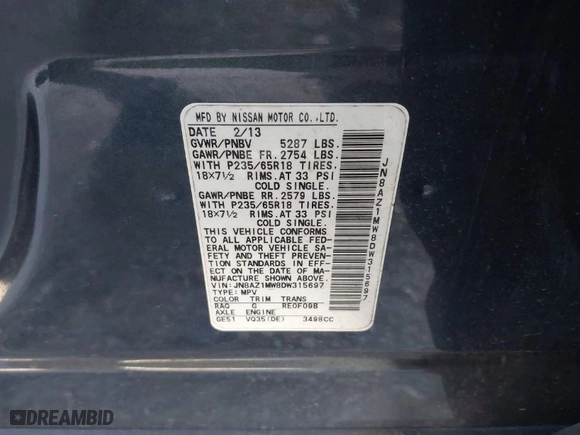 MFD BY NISSAN MOTOR CO.,LTD.
DATE 2/13
GVWR/PNBV 5287 LBS.
GAWR/PNBE FR. 2754 LBS.
WITH P235/65R18 TIRES.
18×7½ RIMS.AT 33 PSI
COLD SINGLE.
GAWR/PNBE RR. 2579 LBS.
WITH P235/65R18 TIRES.
18×7½ RIMS.AT 33 PSI
COLD SINGLE.
THIS VEHICLE CONFORMS
TO ALL APPLICABLE FED-
ERAL MOTOR VEHICLE SA-
FETY AND THEFT PREVEN-
TION STANDARDS IN EFF-
ECT ON THE DATE OF MA-
NUFACTURE SHOWN ABOVE.
VIN: JN8AZ1MW8DW315697
TYPE: MPV
COLOR TRIM TRANS
RAQ G RE0F09B
AXLE ENGINE
GE51 VQ35(DE) 3498CC
JN8AZ1MW8DW315697
DREAMBID